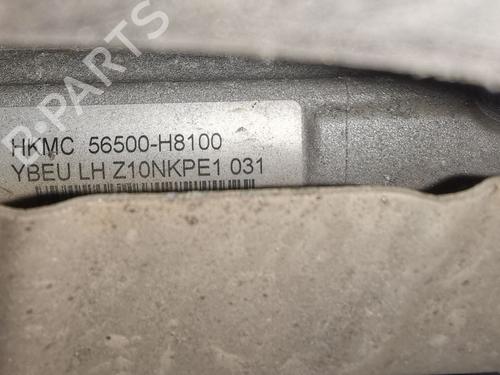 HKMC 56500-H8100
YBEU LH Z10NKPE1 031
B-PARTS